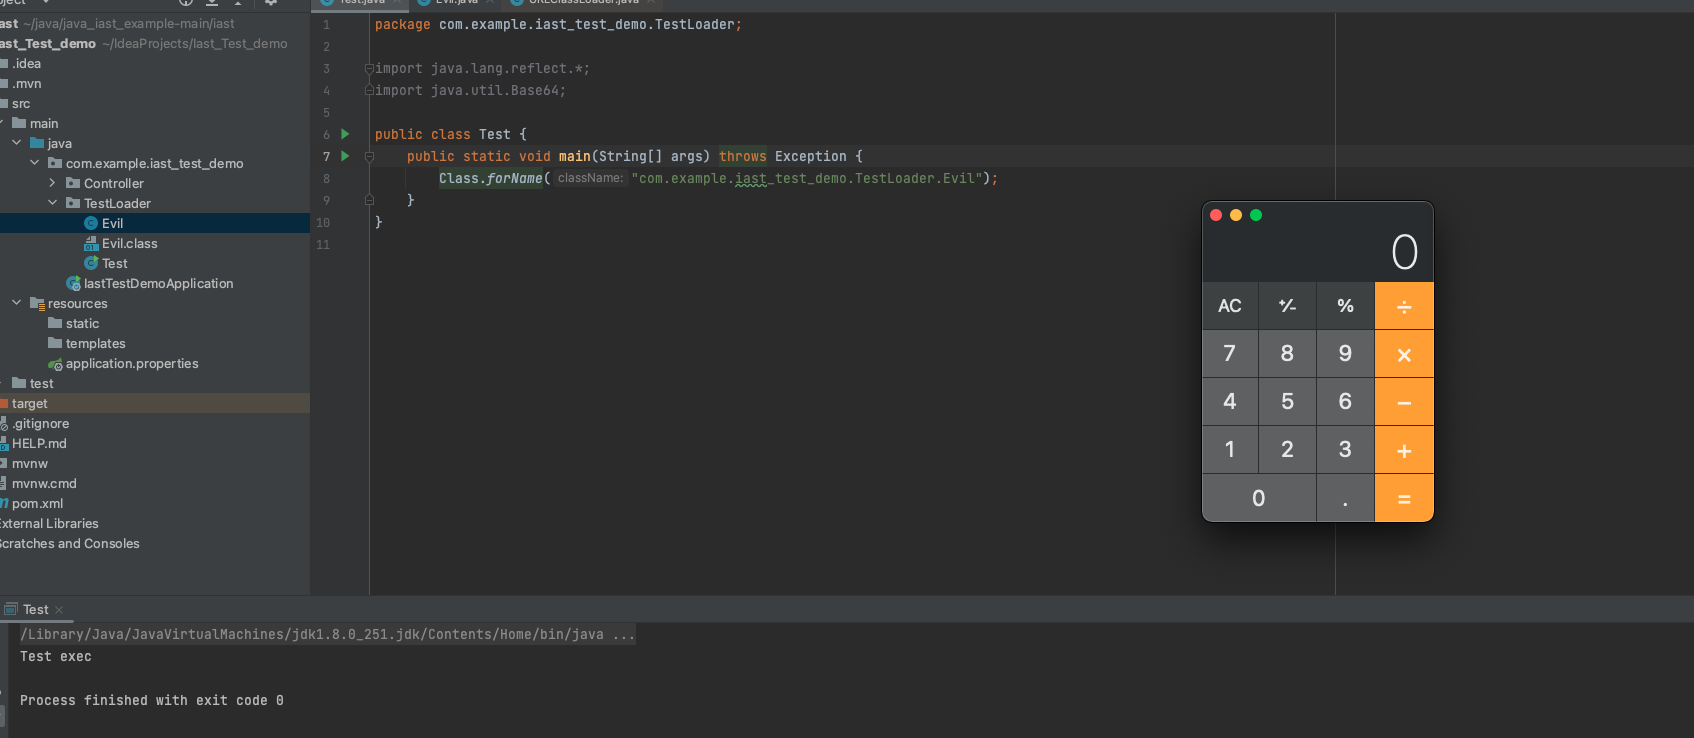 Test.java
Evil.java
URLClassLoader.java
~/java/java_iast_example-main/iast
~/IdeaProjects/Iast_Test_demo
.idea
.mvn
src
main
java
com.example.iast_test_demo
Controller
TestLoader
Evil
Evil.class
Test
IastTestDemoApplication
resources
static
templates
application.properties
test
target
.gitignore
HELP.md
mvnw
mvnw.cmd
pom.xml
External Libraries
Scratches and Consoles
1 package com.example.iast_test_demo.TestLoader;
2
3 import java.lang.reflect.*;
4 import java.util.Base64;
5
6 public class Test {
7 public static void main(String[] args) throws Exception {
8 Class.forName( className: "com.example.iast_test_demo.TestLoader.Evil");
9 }
10 }
11
0
AC +/- % ÷
7 8 9 ×
4 5 6 −
1 2 3 +
0 . =
Test
/Library/Java/JavaVirtualMachines/jdk1.8.0_251.jdk/Contents/Home/bin/java ...
Test exec
Process finished with exit code 0